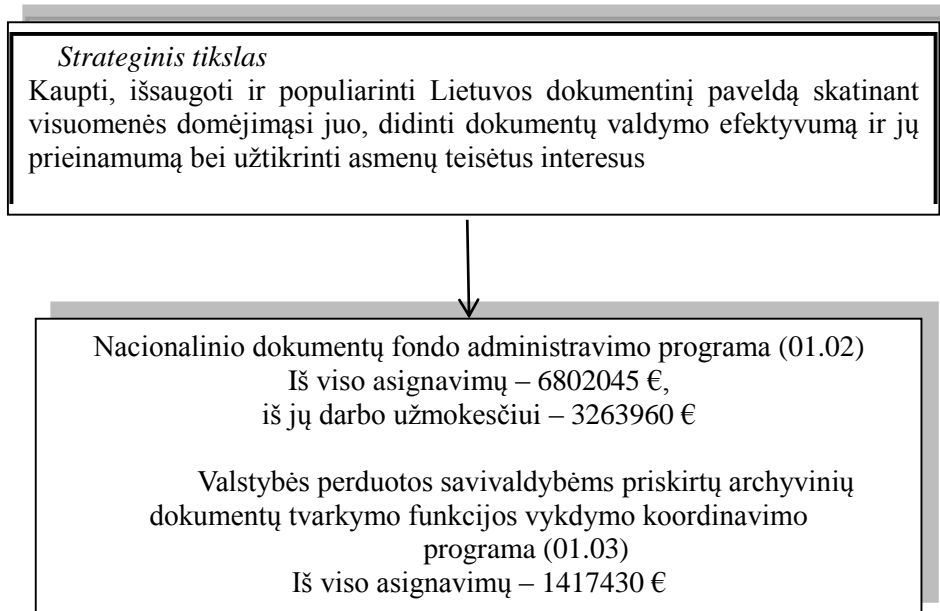 Strateginis tikslas
Kaupti, išsaugoti ir populiarinti Lietuvos dokumentinį paveldą skatinant
visuomenės domėjimąsi juo, didinti dokumentų valdymo efektyvumą ir jų
prieinamumą bei užtikrinti asmenų teisėtus interesus
Nacionalinio dokumentų fondo administravimo programa (01.02)
Iš viso asignavimų – 6802045 €,
iš jų darbo užmokesčiui – 3263960 €
Valstybės perduotos savivaldybėms priskirtų archyvinių
dokumentų tvarkymo funkcijos vykdymo koordinavimo
programa (01.03)
Iš viso asignavimų – 1417430 €